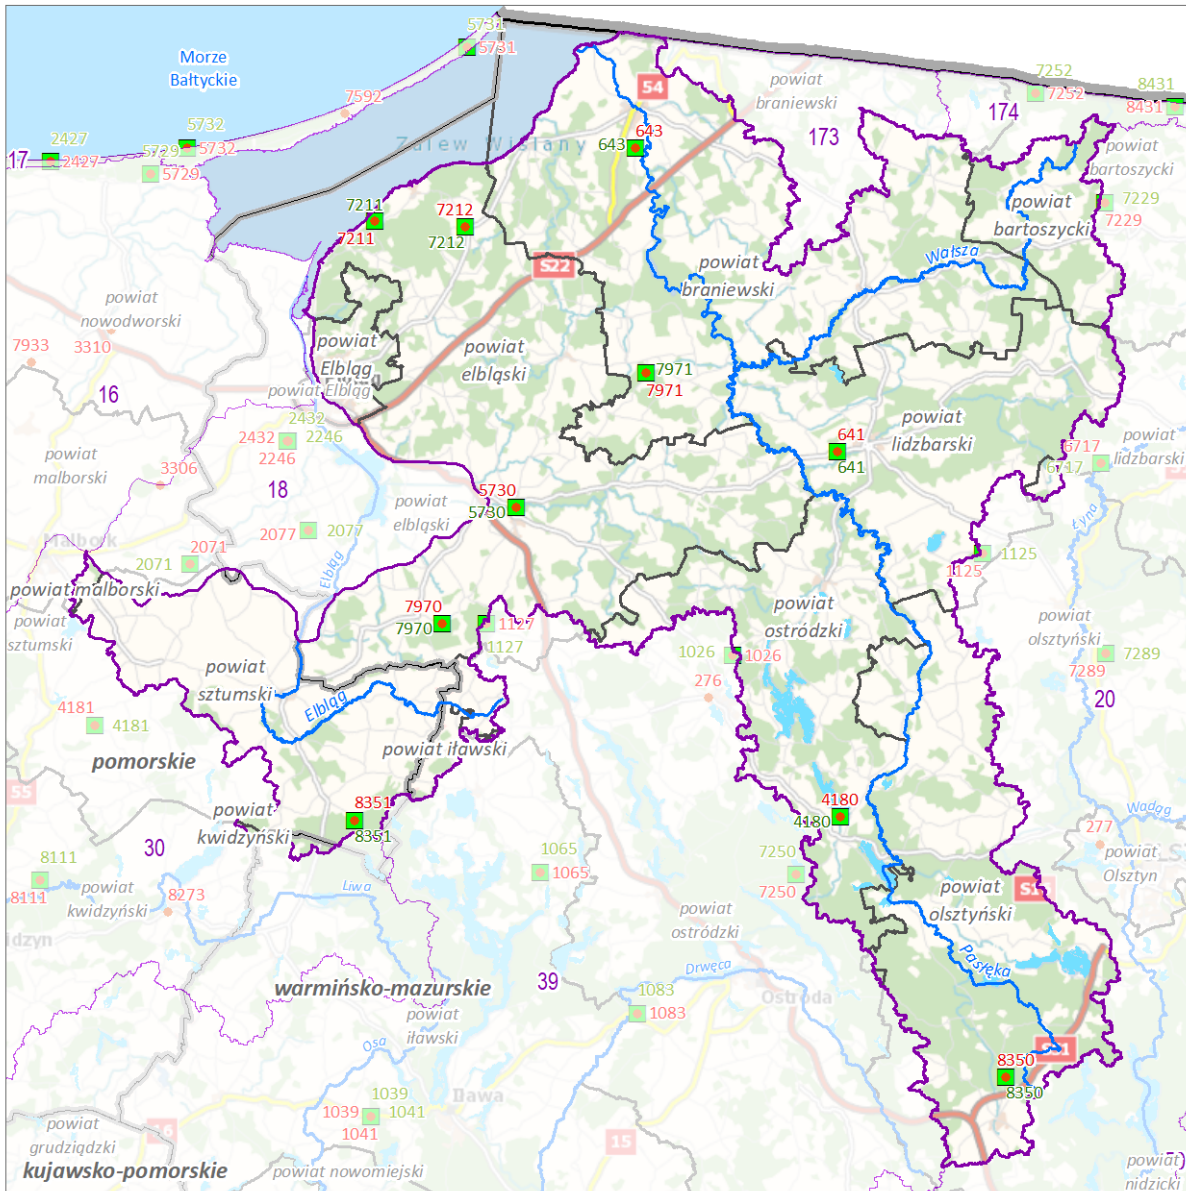 5731
5731
Morze
Bałtyckie
54
powiat
braniewski
7252
7252
174
8431
8431
7592
5732
5732
2427
2427
17
5729
5729
Zalew Wiślany
643
643
173
powiat
bartoszycki
7229
7229
powiat
bartoszycki
7211
7211
7212
7212
S22
Wałsza
powiat
braniewski
powiat
nowodworski
7933
3310
powiat
Elbląg
powiat Elbląg
powiat
elbląski
7971
7971
16
2432
2432
2246
2246
powiat
malborski
3306
18
641
641
powiat
lidzbarski
6717
6717
powiat
lidzbarski
5730
5730
powiat
elbląski
2077
2077
Elbląg
Łyna
Malbork
2071
2071
1125
1125
powiat malborski
powiat
sztumski
7970
7970
1127
1127
powiat
ostródzki
powiat
olsztyński
7289
7289
1026
1026
276
20
powiat
sztumski
Elbląg
4181
4181
powiat iławski
pomorskie
55
powiat
kwidzyński
8351
8351
4180
4180
Wadąg
277
powiat
Olsztyn
30
8111
8111
powiat
kwidzyński
8273
Liwa
1065
1065
7250
7250
powiat
olsztyński
powiat
ostródzki
Pasłęka
Drwęca
39
warmińsko-mazurskie
powiat
iławski
Ostróda
1083
1083
Osa
8350
8350
Iława
1039
1039
1041
1041
16
15
powiat
grudziądzki
kujawsko-pomorskie
powiat nowomiejski
powiat
nidzicki